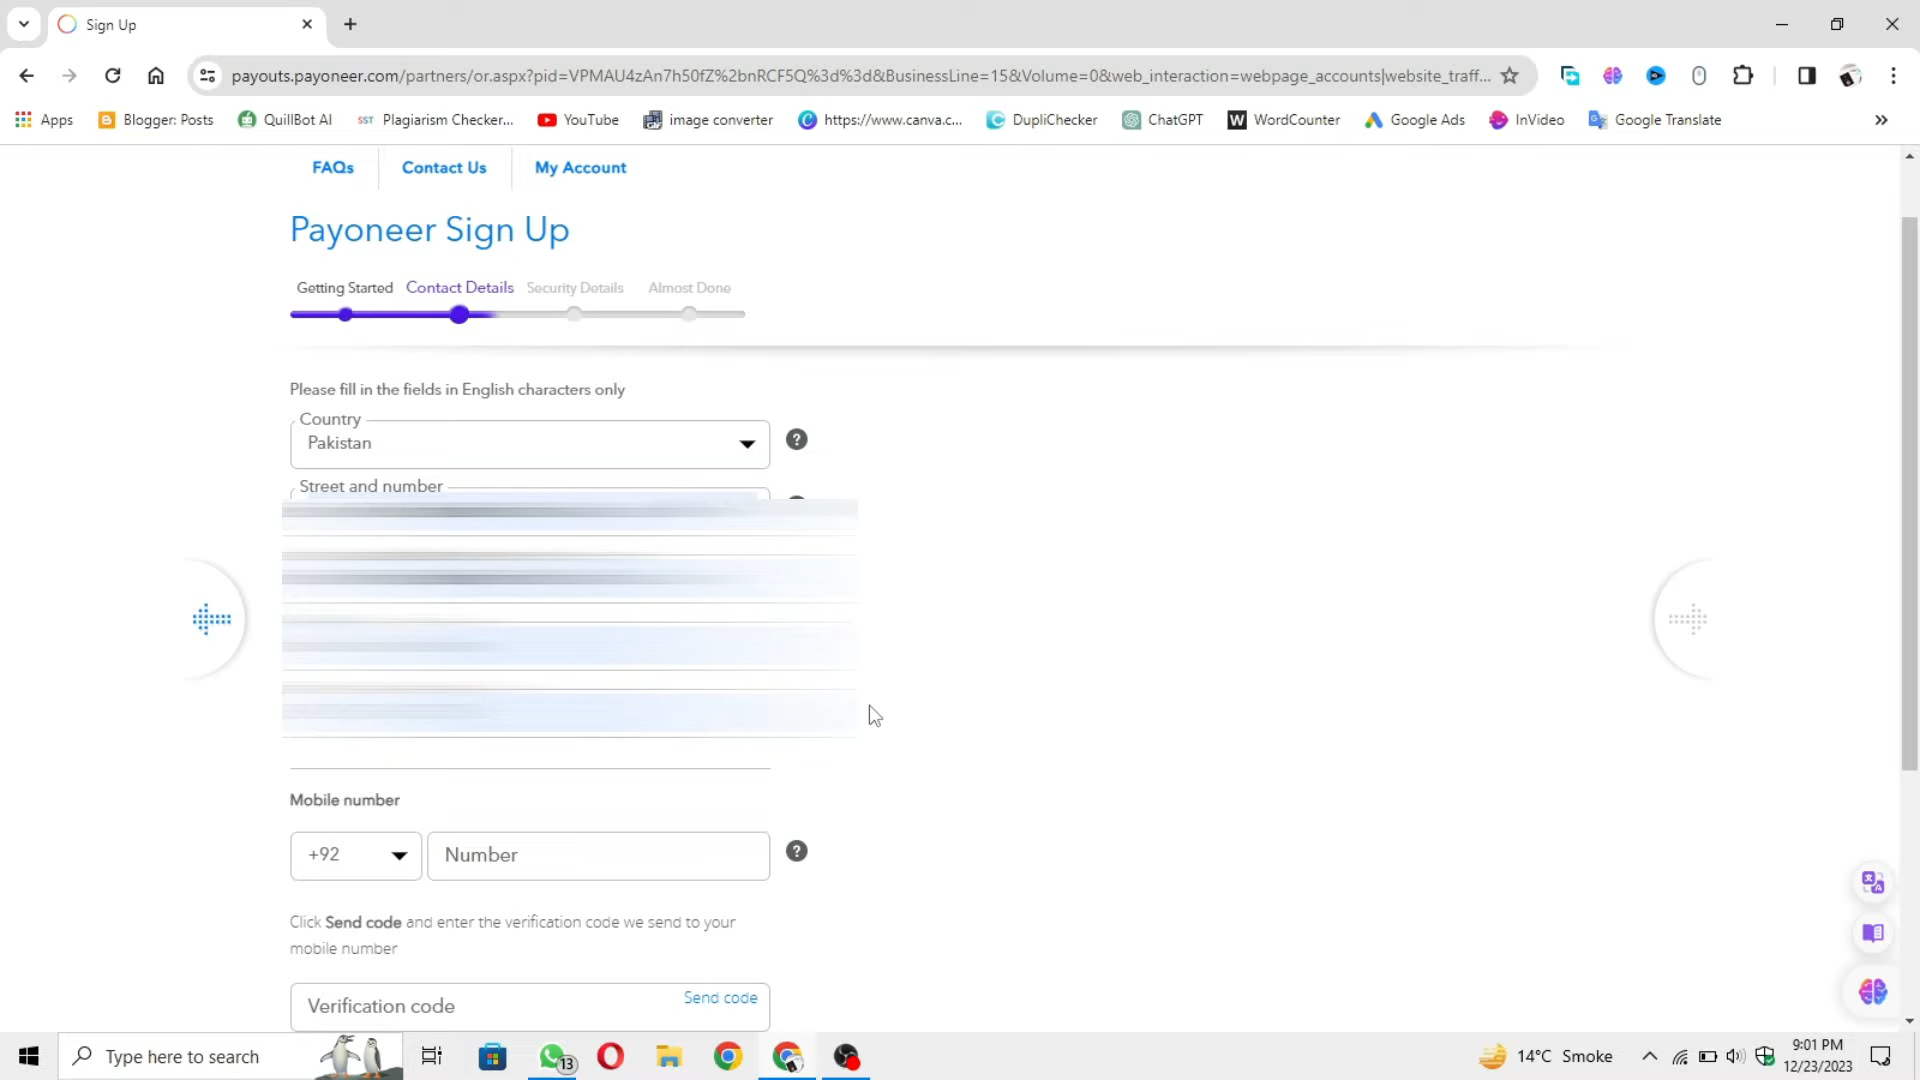 Sign Up
payouts.payoneer.com/partners/or.aspx?pid=VPMAU4zAn7h50fZ%2bnRCF5Q%3d%3d&BusinessLine=15&Volume=0&web_interaction=webpage_accounts|website_traff...
Apps Blogger: Posts QuillBot AI SST Plagiarism Checker... YouTube image converter https://www.canva.c... DupliChecker ChatGPT W WordCounter Google Ads InVideo Google Translate »
FAQs Contact Us My Account
Payoneer Sign Up
Getting Started Contact Details Security Details Almost Done
Please fill in the fields in English characters only
Country
Pakistan
?
Street and number
Mobile number
+92 Number ?
Click Send code and enter the verification code we send to your
mobile number
Verification code Send code
Type here to search
13
14°C Smoke
9:01 PM
12/23/2023